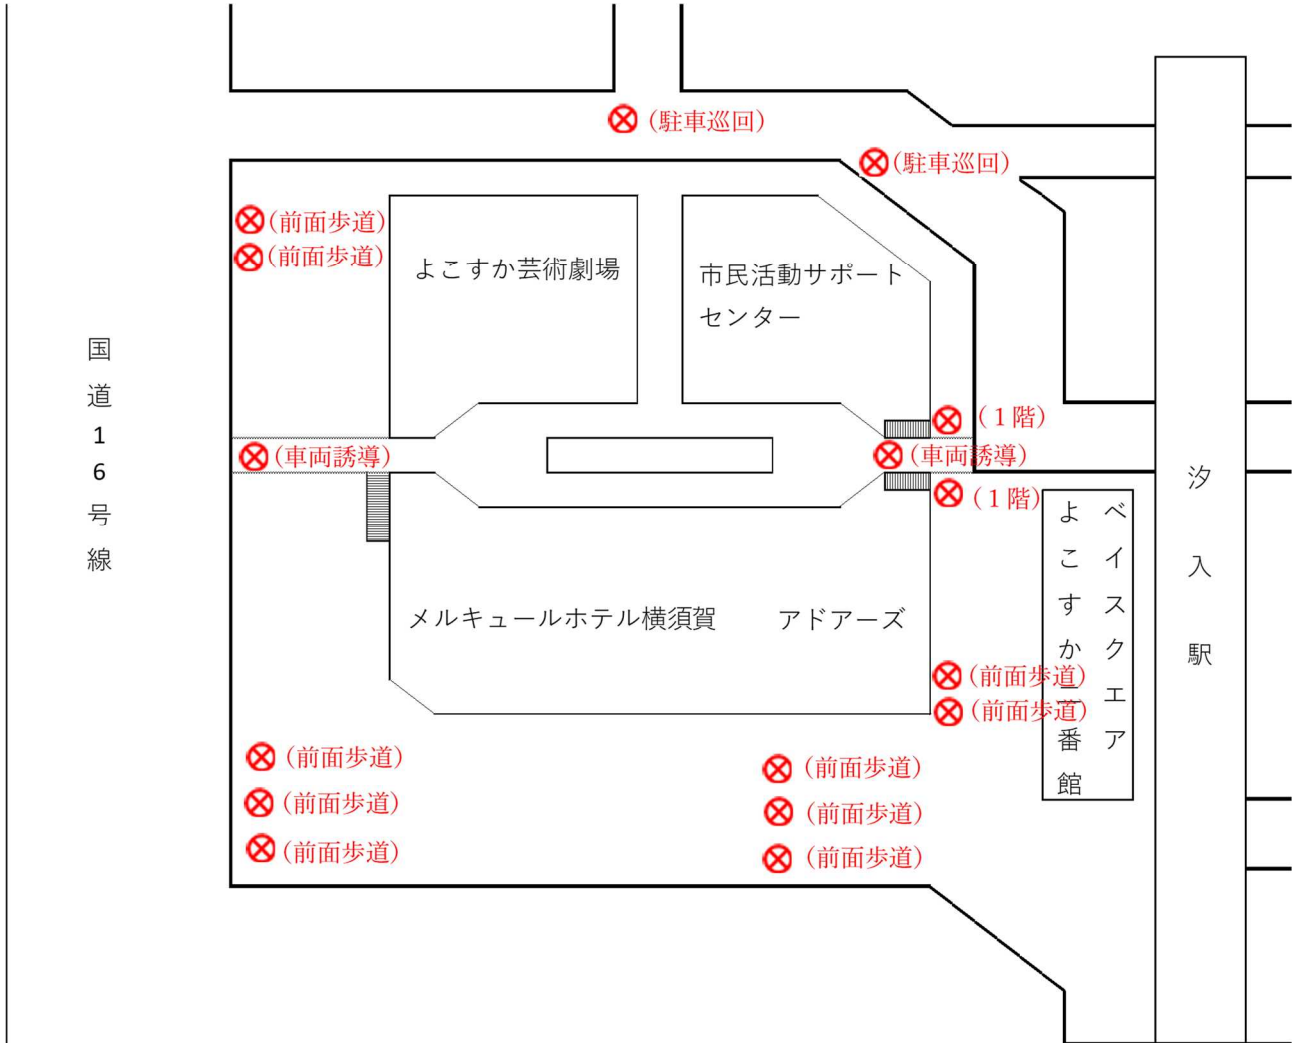 (駐車巡回)
(駐車巡回)
(前面歩道)
(前面歩道)
よこすか芸術劇場
市民活動サポート
センター
国道16号線
(1階)
(車両誘導)
(車両誘導)
(1階)
汐入駅
ベイスクエア
よこすか二番館
メルキュールホテル横須賀
アドアーズ
(前面歩道)
(前面歩道)
(前面歩道)
(前面歩道)
(前面歩道)
(前面歩道)
(前面歩道)
(前面歩道)